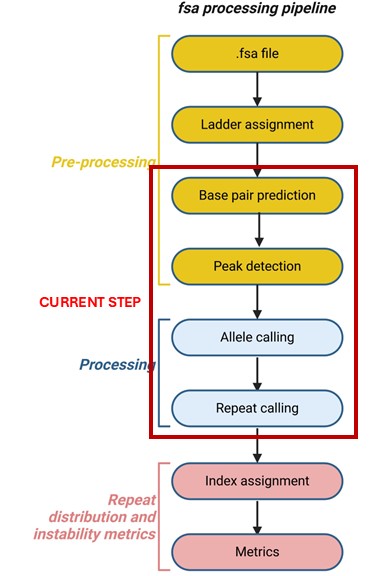 fsa processing pipeline
.fsa file
Ladder assignment
Pre-processing
Base pair prediction
Peak detection
CURRENT STEP
Allele calling
Processing
Repeat calling
Index assignment
Repeat
distribution and
instability metrics
Metrics